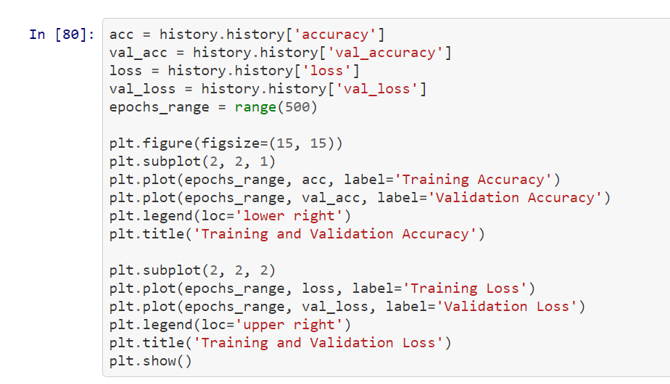 In [80]: acc = history.history['accuracy']
val_acc = history.history['val_accuracy']
loss = history.history['loss']
val_loss = history.history['val_loss']
epochs_range = range(500)
plt.figure(figsize=(15, 15))
plt.subplot(2, 2, 1)
plt.plot(epochs_range, acc, label='Training Accuracy')
plt.plot(epochs_range, val_acc, label='Validation Accuracy')
plt.legend(loc='lower right')
plt.title('Training and Validation Accuracy')
plt.subplot(2, 2, 2)
plt.plot(epochs_range, loss, label='Training Loss')
plt.plot(epochs_range, val_loss, label='Validation Loss')
plt.legend(loc='upper right')
plt.title('Training and Validation Loss')
plt.show()